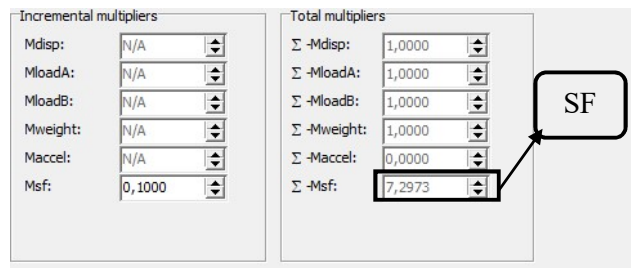 Incremental multipliers
Mdisp: N/A
MloadA: N/A
MloadB: N/A
Mweight: N/A
Maccel: N/A
Msf: 0,1000
Total multipliers
Σ -Mdisp: 1,0000
Σ -MloadA: 1,0000
Σ -MloadB: 1,0000
Σ -Mweight: 1,0000
Σ -Maccel: 0,0000
Σ -Msf: 7,2973
SF